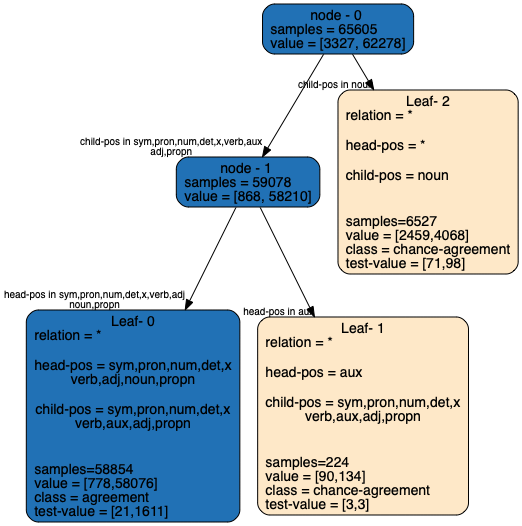 node - 0
samples = 65605
value = [3327, 62278]
child-pos in noun
Leaf- 2
relation = *
head-pos = *
child-pos = noun
samples=6527
value = [2459,4068]
class = chance-agreement
test-value = [71,98]
child-pos in sym,pron,num,det,x,verb,aux
adj,propn
node - 1
samples = 59078
value = [868, 58210]
head-pos in sym,pron,num,det,x,verb,adj
noun,propn
head-pos in aux
Leaf- 0
relation = *
head-pos = sym,pron,num,det,x
verb,adj,noun,propn
child-pos = sym,pron,num,det,x
verb,aux,adj,propn
samples=58854
value = [778,58076]
class = agreement
test-value = [21,1611]
Leaf- 1
relation = *
head-pos = aux
child-pos = sym,pron,num,det,x
verb,aux,adj,propn
samples=224
value = [90,134]
class = chance-agreement
test-value = [3,3]